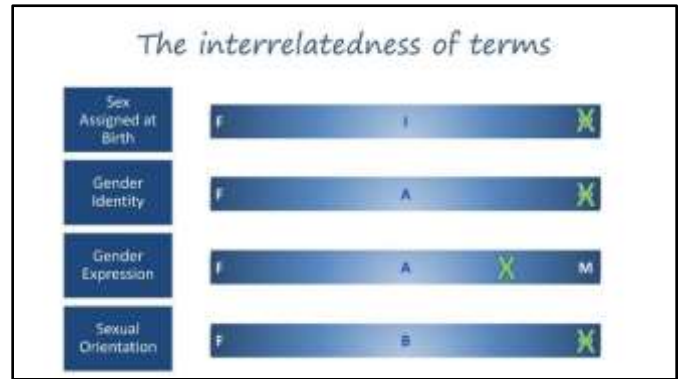 The interrelatedness of terms
Sex
Assigned at
Birth
F I
Gender
Identity
F A
Gender
Expression
F A X M
Sexual
Orientation
F B